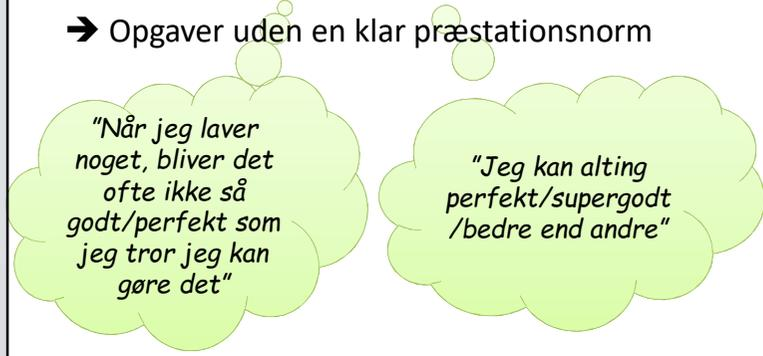 ➔ Opgaver uden en klar præstationsnorm
"Når jeg laver
noget, bliver det
ofte ikke så
godt/perfekt som
jeg tror jeg kan
gøre det"
"Jeg kan alting
perfekt/supergodt
/bedre end andre"